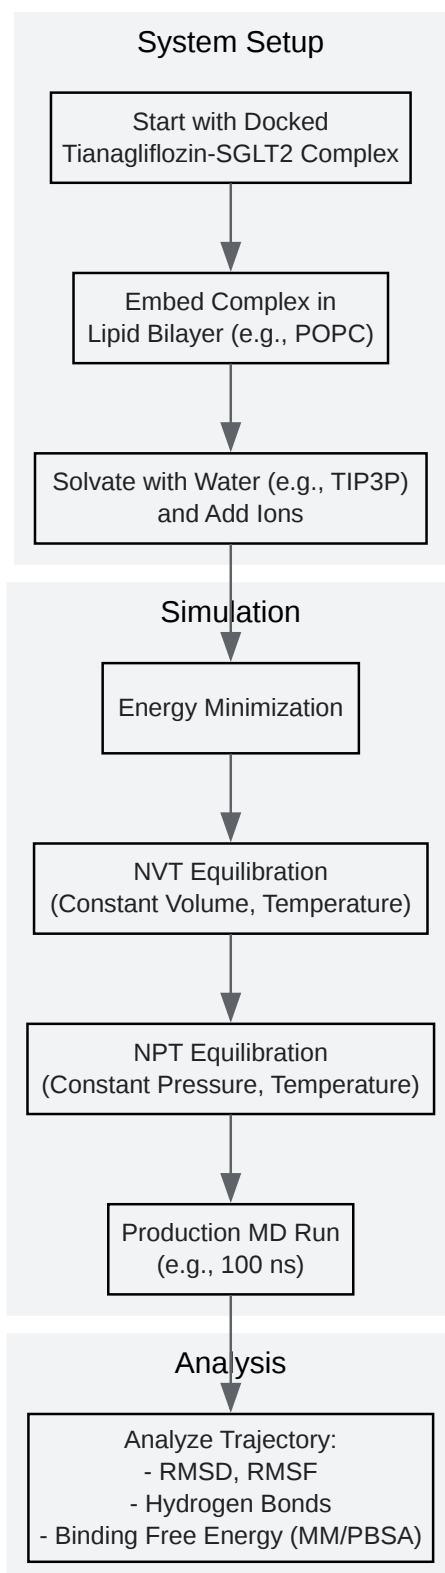 System Setup
Start with Docked
Tianagliflozin-SGLT2 Complex
Embed Complex in
Lipid Bilayer (e.g., POPC)
Solvate with Water (e.g., TIP3P)
and Add Ions
Simulation
Energy Minimization
NVT Equilibration
(Constant Volume, Temperature)
NPT Equilibration
(Constant Pressure, Temperature)
Production MD Run
(e.g., 100 ns)
Analysis
Analyze Trajectory:
- RMSD, RMSF
- Hydrogen Bonds
- Binding Free Energy (MM/PBSA)